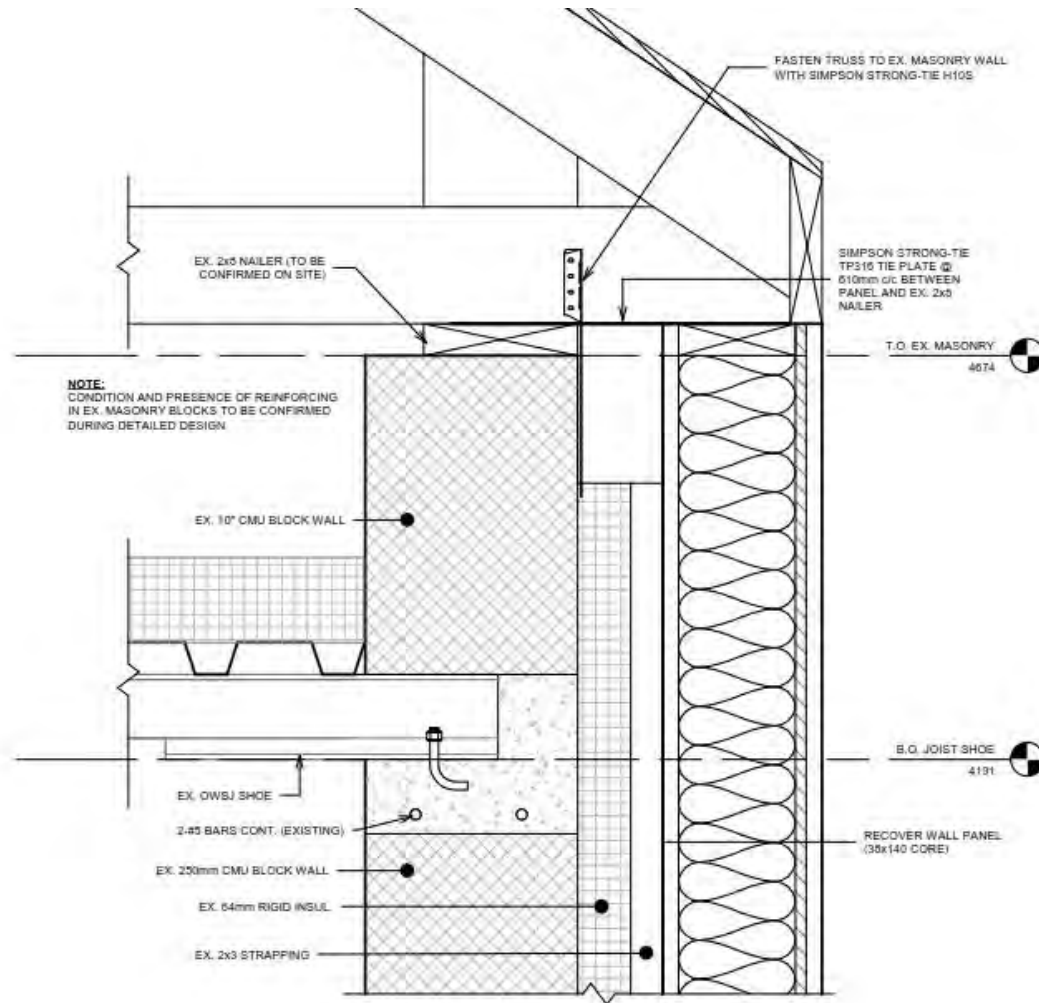 FASTEN TRUSS TO EX. MASONRY WALL
WITH SIMPSON STRONG-TIE H10S
EX. 2x6 NAILER (TO BE
CONFIRMED ON SITE)
SIMPSON STRONG-TIE
TP316 TIE PLATE @
610mm c/c BETWEEN
PANEL AND EX. 2x6
NAILER
T.O. EX. MASONRY
4674
NOTE:
CONDITION AND PRESENCE OF REINFORCING
IN EX. MASONRY BLOCKS TO BE CONFIRMED
DURING DETAILED DESIGN
EX. 10" CMU BLOCK WALL
B.O. JOIST SHOE
4191
EX. OWSJ SHOE
2-#5 BARS CONT. (EXISTING)
RECOVER WALL PANEL
(38x140 CORE)
EX. 250mm CMU BLOCK WALL
EX. 64mm RIGID INSUL
EX. 2x3 STRAPPING